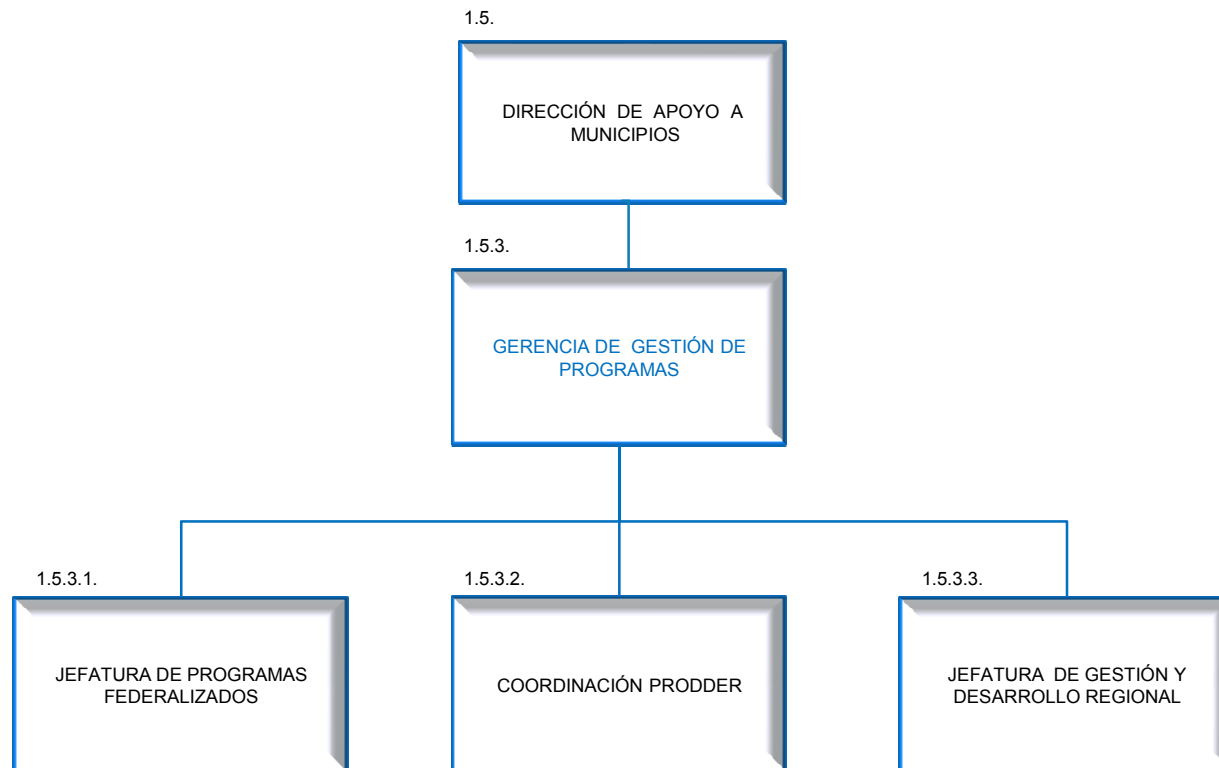 1.5.
DIRECCIÓN DE APOYO A
MUNICIPIOS
1.5.3.
GERENCIA DE GESTIÓN DE
PROGRAMAS
1.5.3.1.
JEFATURA DE PROGRAMAS
FEDERALIZADOS
1.5.3.2.
COORDINACIÓN PRODDER
1.5.3.3.
JEFATURA DE GESTIÓN Y
DESARROLLO REGIONAL